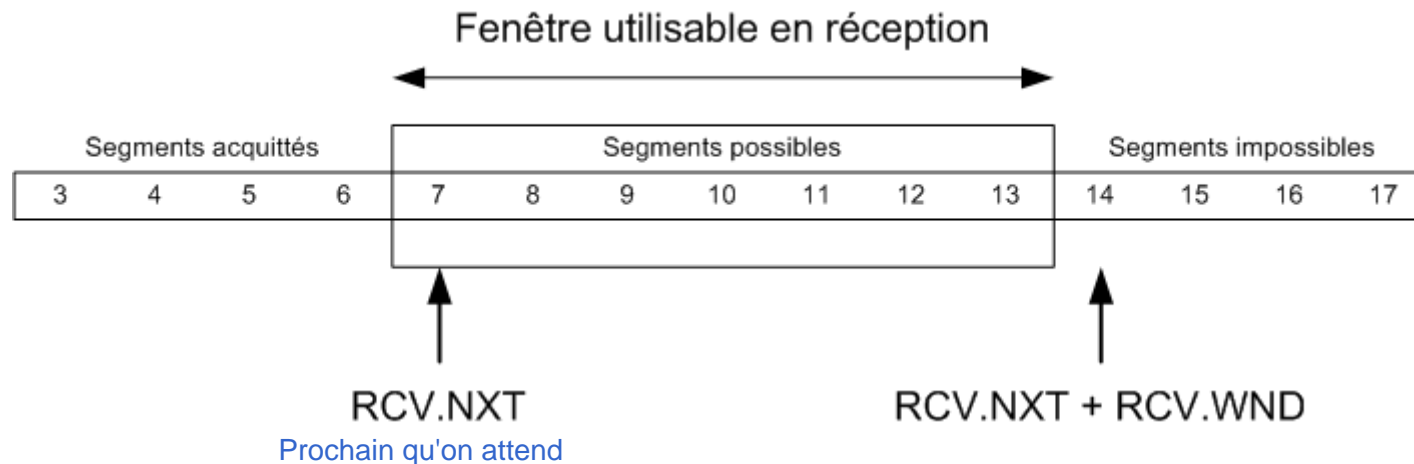 Fenêtre utilisable en réception
Segments acquittés Segments possibles Segments impossibles
3 4 5 6 7 8 9 10 11 12 13 14 15 16 17
RCV.NXT RCV.NXT + RCV.WND
Prochain qu'on attend